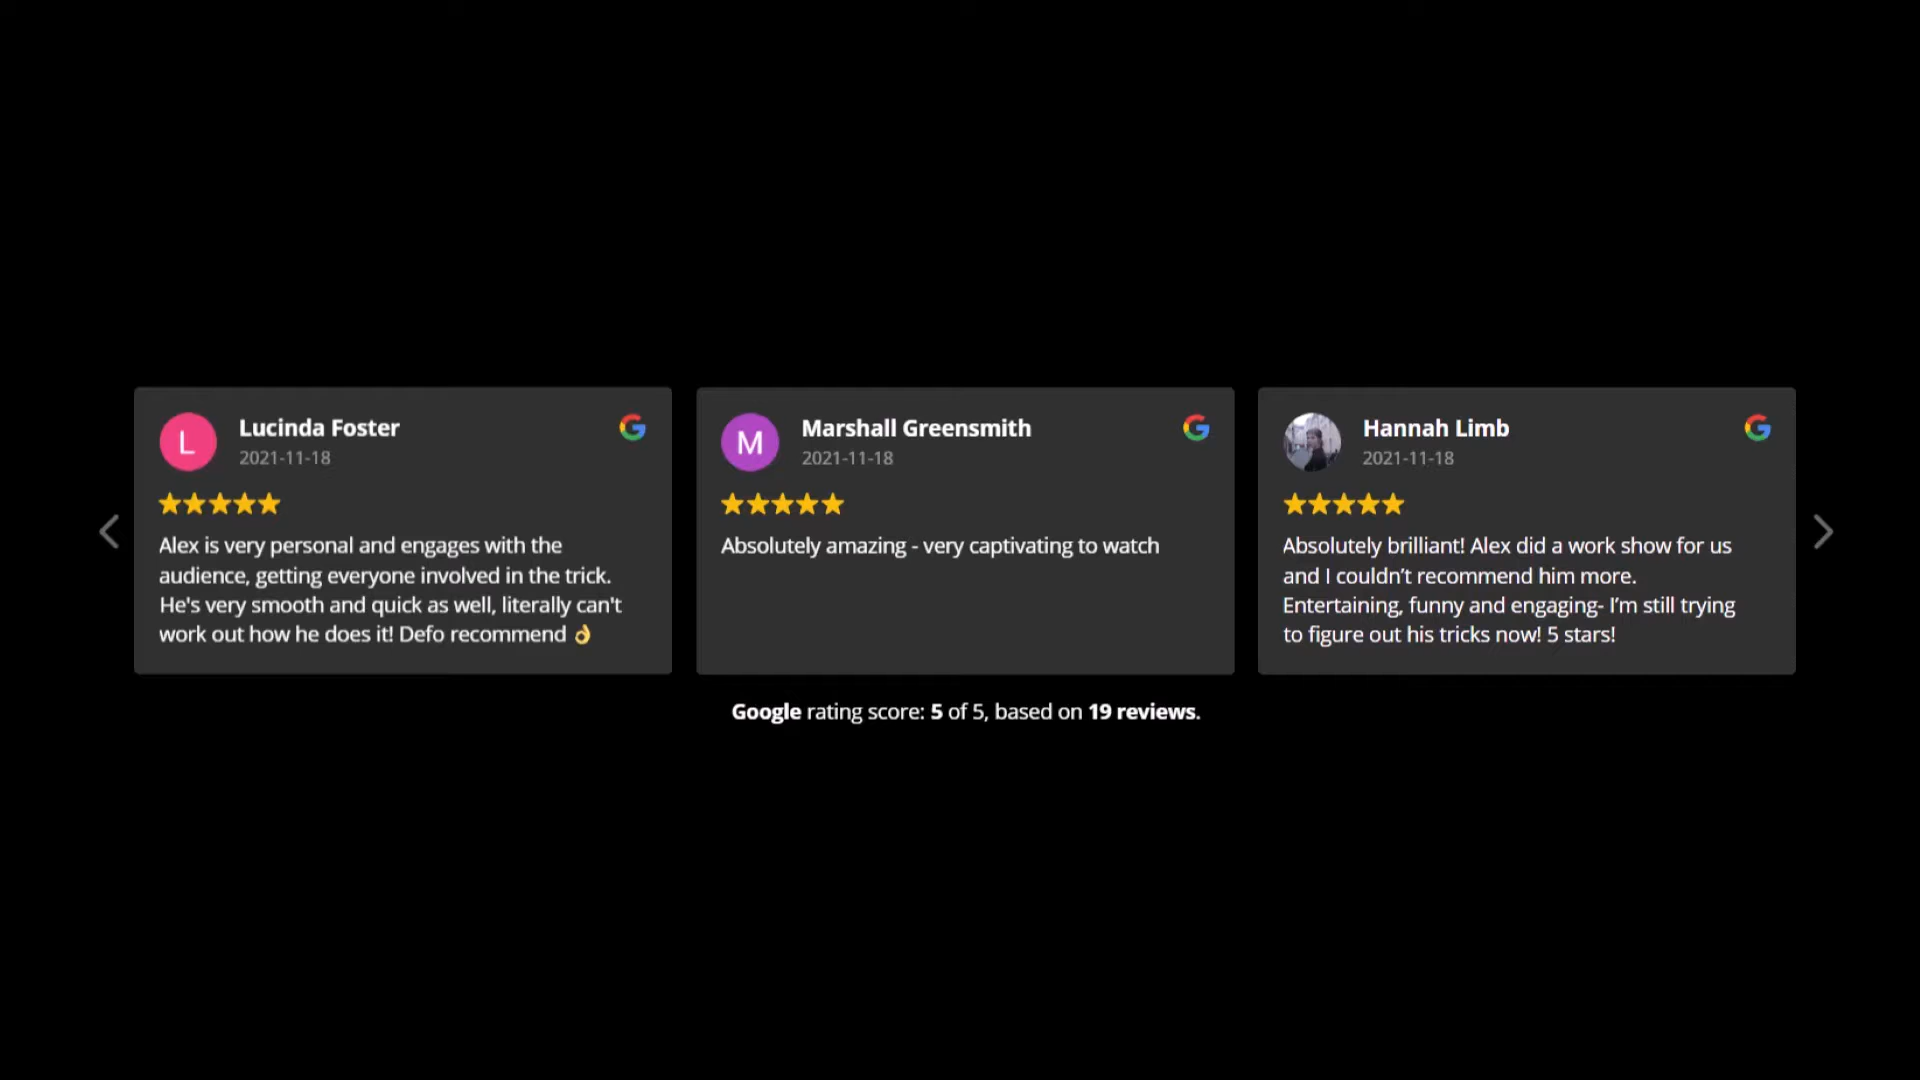 L
Lucinda Foster
2021-11-18
Alex is very personal and engages with the
audience, getting everyone involved in the trick.
He's very smooth and quick as well, literally can't
work out how he does it! Defo recommend 👌
M
Marshall Greensmith
2021-11-18
Absolutely amazing - very captivating to watch
Hannah Limb
2021-11-18
Absolutely brilliant! Alex did a work show for us
and I couldn’t recommend him more.
Entertaining, funny and engaging- I’m still trying
to figure out his tricks now! 5 stars!
Google rating score: 5 of 5, based on 19 reviews.